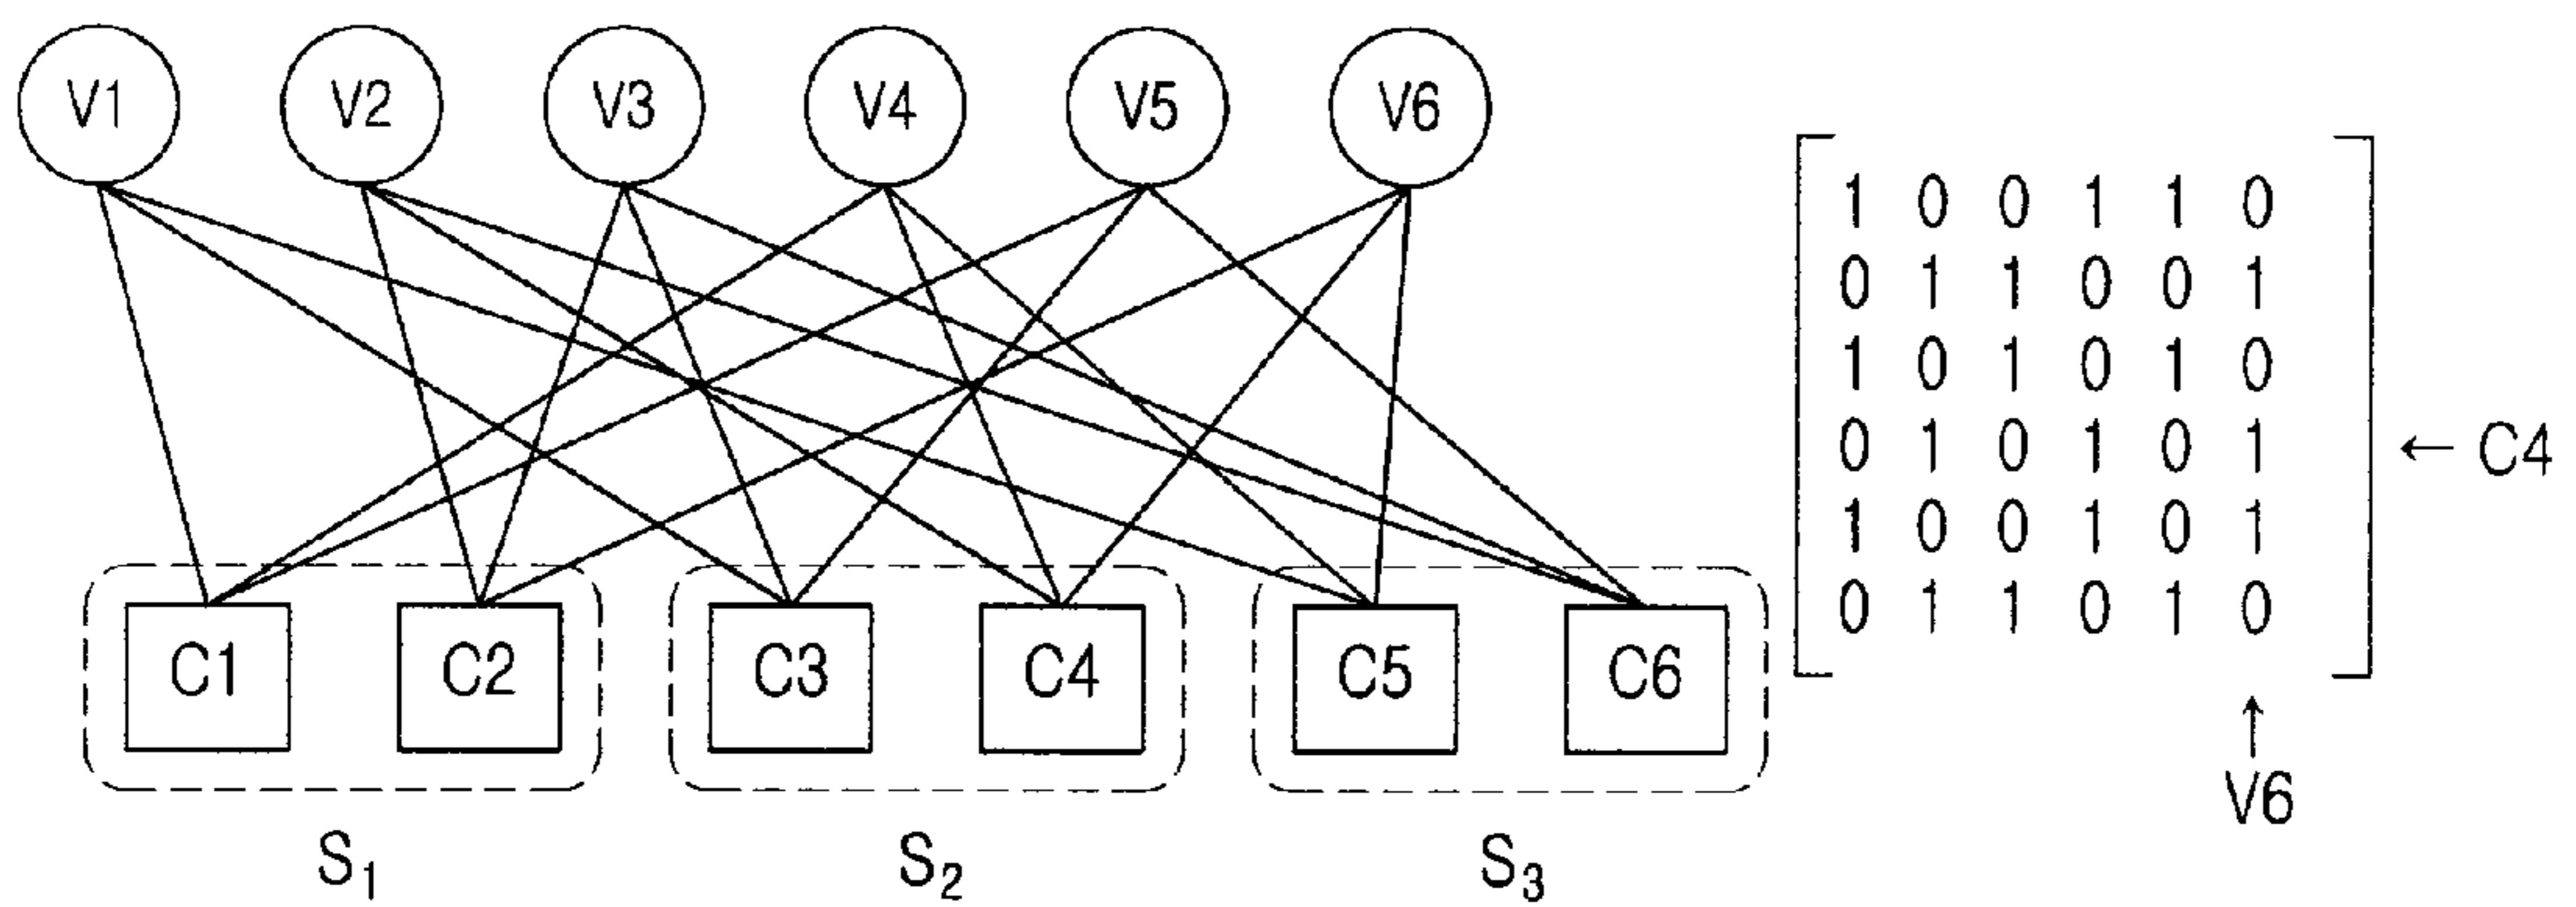 V1 V2 V3 V4 V5 V6
1 0 0 1 1 0
0 1 1 0 0 1
1 0 1 0 1 0
0 1 0 1 0 1 ← C4
1 0 0 1 0 1
0 1 1 0 1 0
↑
V6
C1 C2 C3 C4 C5 C6
S1 S2 S3